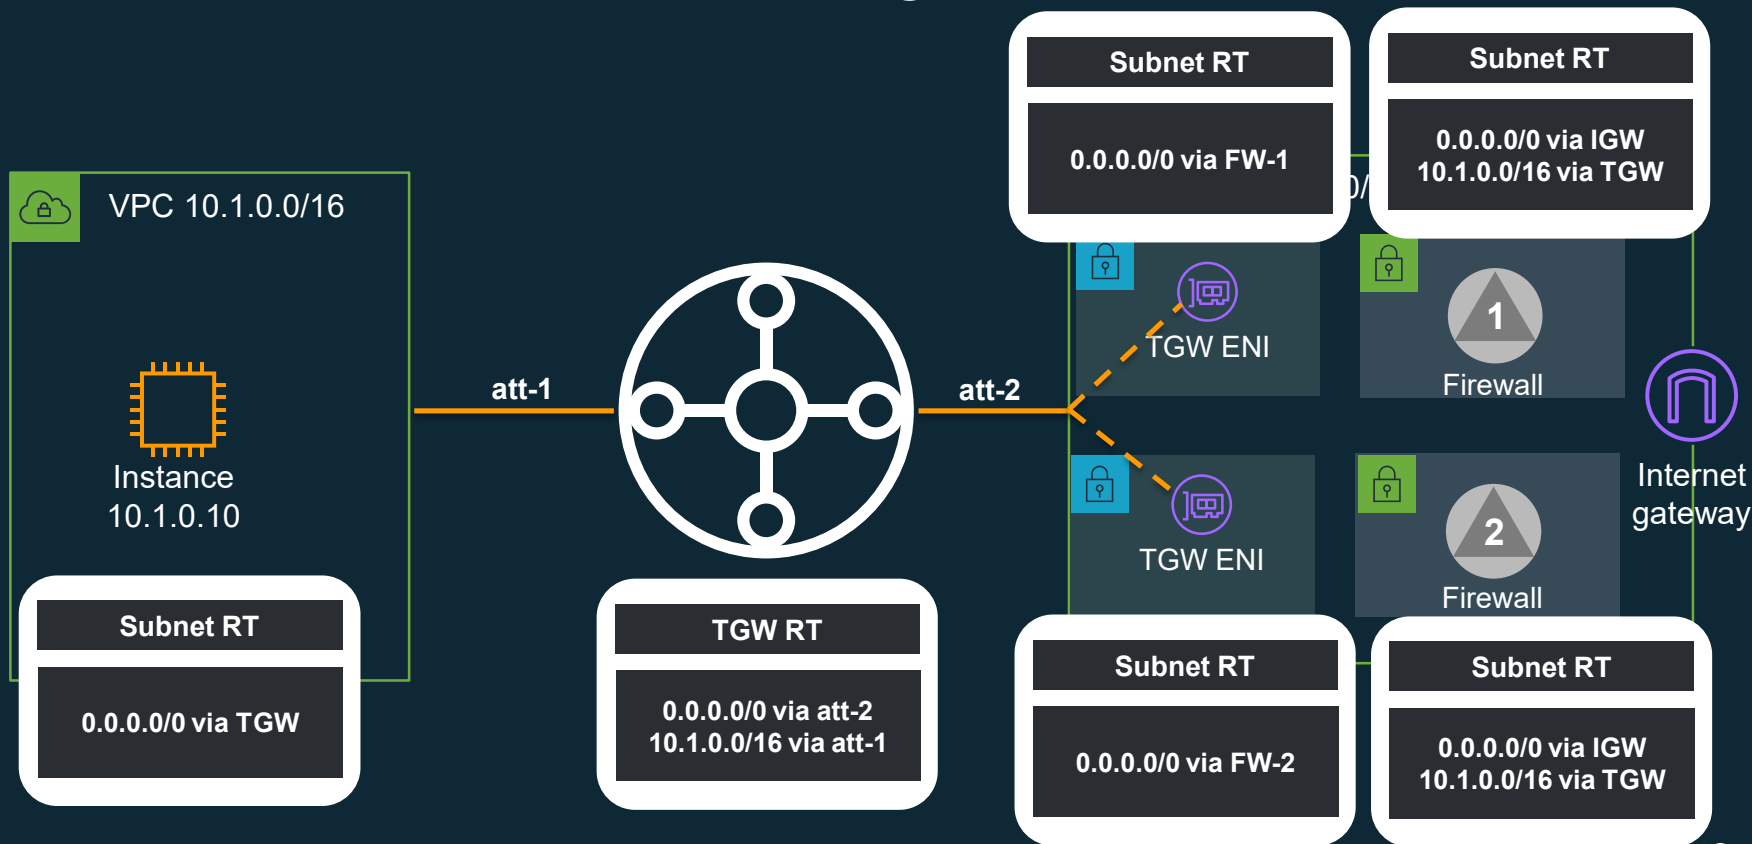 Subnet RT
0.0.0.0/0 via FW-1
Subnet RT
0.0.0.0/0 via IGW
10.1.0.0/16 via TGW
VPC 10.1.0.0/16
0/
TGW ENI
1
Firewall
att-1
att-2
Instance
10.1.0.10
Internet
gateway
TGW ENI
2
Firewall
Subnet RT
0.0.0.0/0 via TGW
TGW RT
0.0.0.0/0 via att-2
10.1.0.0/16 via att-1
Subnet RT
0.0.0.0/0 via FW-2
Subnet RT
0.0.0.0/0 via IGW
10.1.0.0/16 via TGW